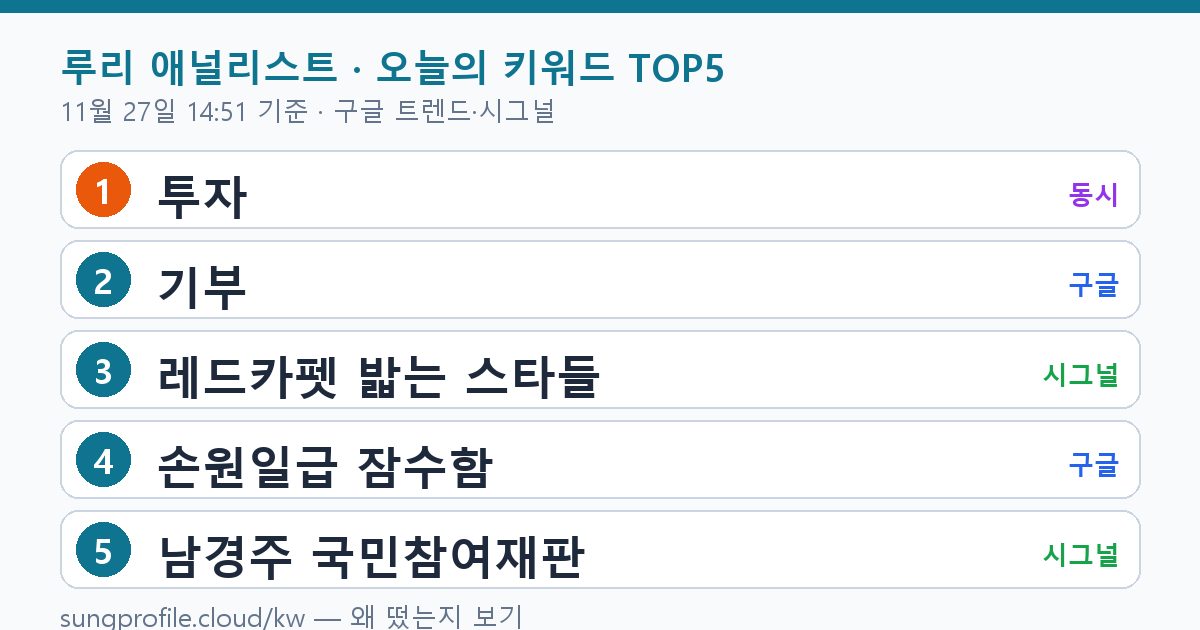 루리 애널리스트 · 오늘의 키워드 TOP5
11월 27일 14:51 기준 · 구글 트렌드·시그널
1 투자 동시
2 기부 구글
3 레드카펫 밟는 스타들 시그널
4 손원일급 잠수함 구글
5 남경주 국민참여재판 시그널
sungprofile.cloud/kw — 왜 떴는지 보기